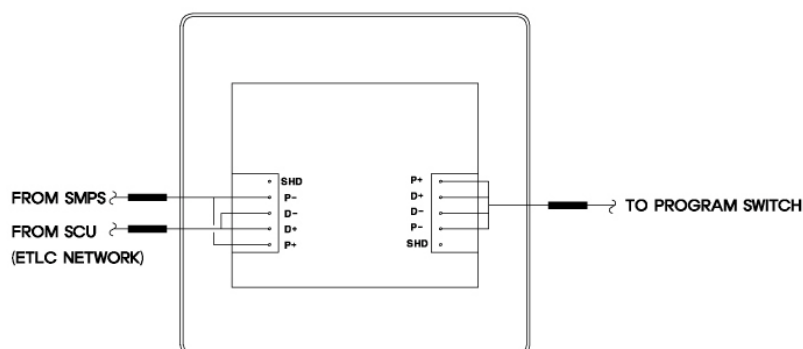 SHD
P-
D-
D+
P+
P+
D+
D-
P-
SHD
FROM SMPS
FROM SCU
(ETLC NETWORK)
TO PROGRAM SWITCH